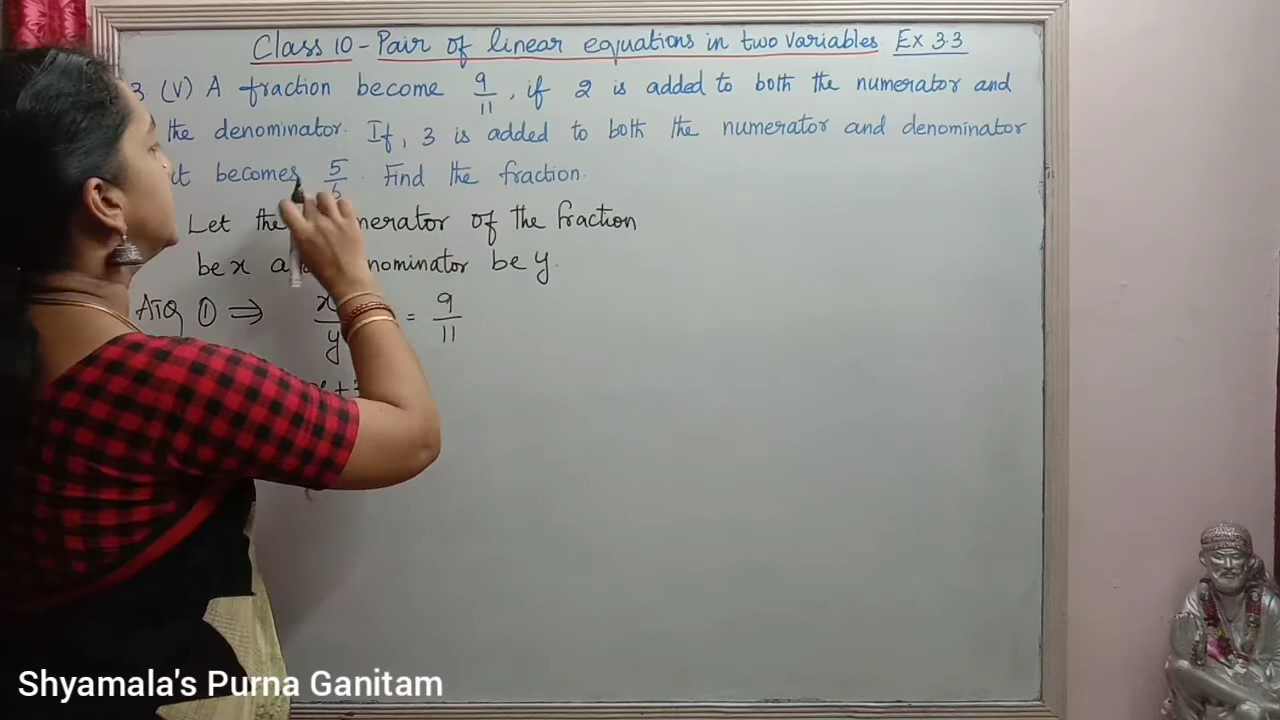 Class 10 - Pair of linear equations in two variables Ex 3.3
3 (V) A fraction become 9/11, if 2 is added to both the numerator and
the denominator. If, 3 is added to both the numerator and denominator
becomes 5/6. Find the fraction.
Let the of the fraction
be x be y.
ATQ ① ⇒ = 9/11
Shyamala's Purna Ganitam